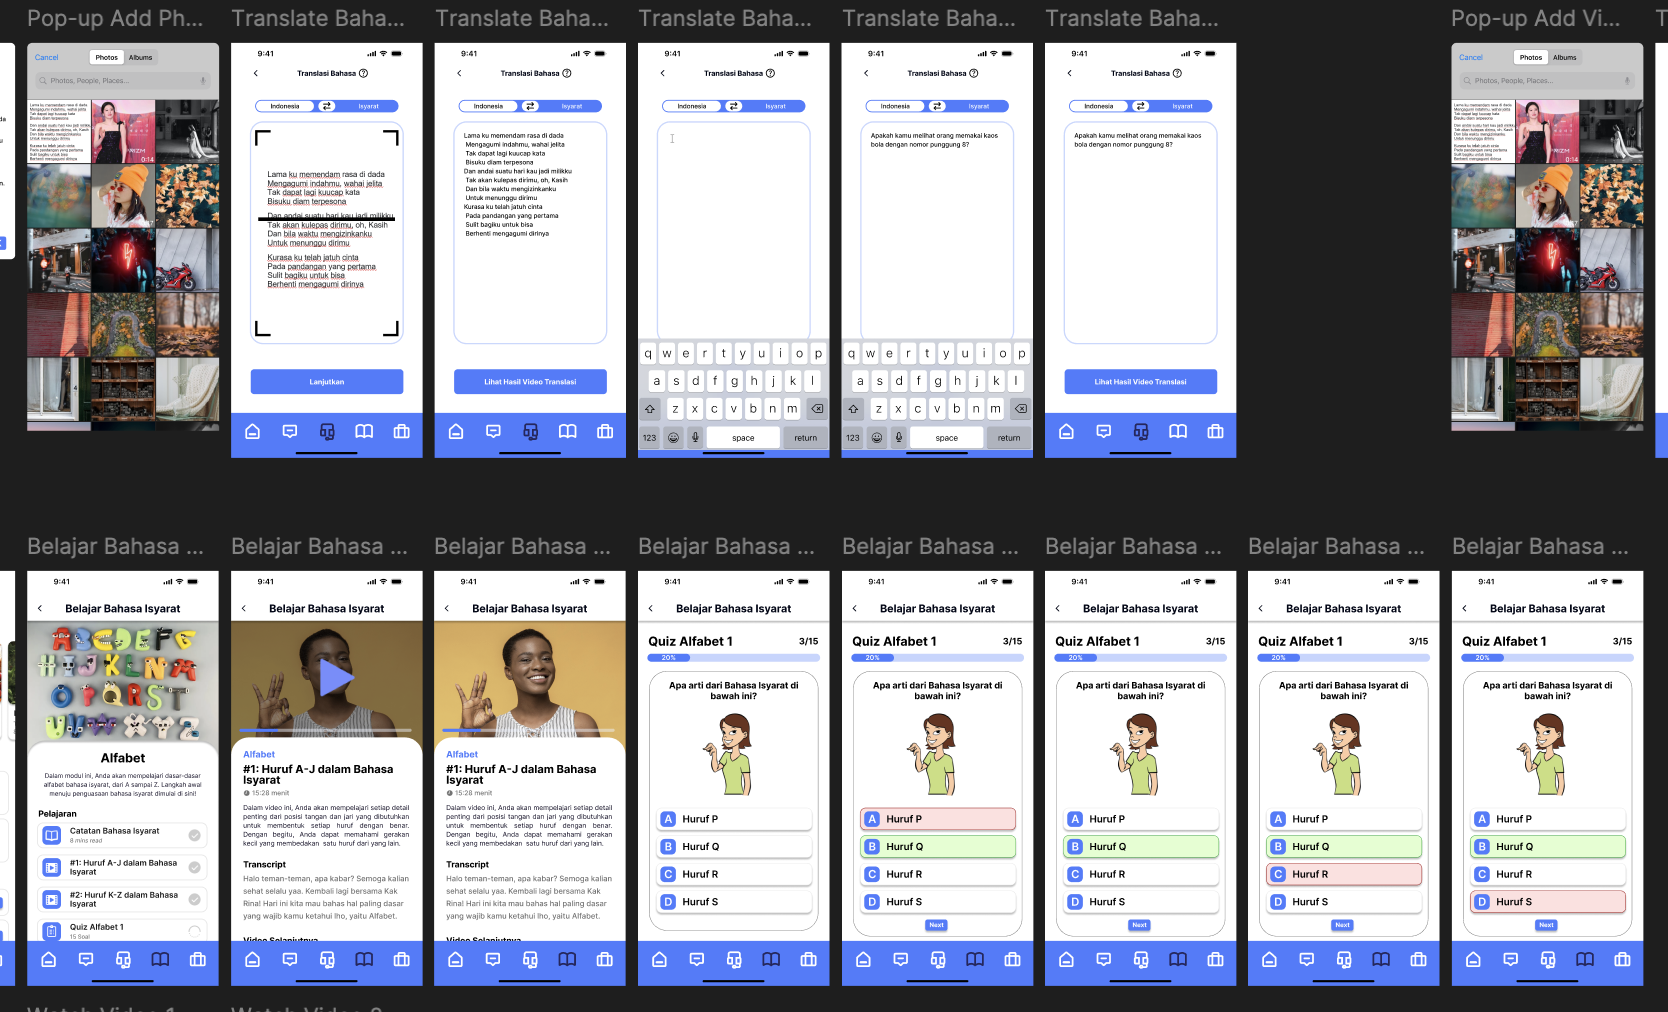 Pop-up Add Ph...
Translate Baha...
Translate Baha...
Translate Baha...
Translate Baha...
Translate Baha...
Pop-up Add Vi...
Cancel
Photos
Albums
Photos, People, Places...
0:14
9:41
Translasi Bahasa
Indonesia
Isyarat
Lama ku memendam rasa di dada
Mengagumi indahmu, wahai jelita
Tak dapat lagi kuucap kata
Bisuku diam terpesona
Dan andai suatu hari kau jadi milikku
Tak akan kulepas dirimu, oh, Kasih
Dan bila waktu mengizinkanku
Untuk menunggu dirimu
Kurasa ku telah jatuh cinta
Pada pandangan yang pertama
Sulit bagiku untuk bisa
Berhenti mengagumi dirinya
Lanjutkan
9:41
Translasi Bahasa
Indonesia
Isyarat
Lama ku memendam rasa di dada
Mengagumi indahmu, wahai jelita
Tak dapat lagi kuucap kata
Bisuku diam terpesona
Dan andai suatu hari kau jadi milikku
Tak akan kulepas dirimu, oh, Kasih
Dan bila waktu mengizinkanku
Untuk menunggu dirimu
Kurasa ku telah jatuh cinta
Pada pandangan yang pertama
Sulit bagiku untuk bisa
Berhenti mengagumi dirinya
Lihat Hasil Video Translasi
9:41
Translasi Bahasa
Indonesia
Isyarat
q w e r t y u i o p
a s d f g h j k l
z x c v b n m
123
space
return
9:41
Translasi Bahasa
Indonesia
Isyarat
Apakah kamu melihat orang memakai kaos
bola dengan nomor punggung 8?
q w e r t y u i o p
a s d f g h j k l
z x c v b n m
123
space
return
9:41
Translasi Bahasa
Indonesia
Isyarat
Apakah kamu melihat orang memakai kaos
bola dengan nomor punggung 8?
Lihat Hasil Video Translasi
Cancel
Photos
Albums
Photos, People, Places...
0:14
Belajar Bahasa ...
Belajar Bahasa ...
Belajar Bahasa ...
Belajar Bahasa ...
Belajar Bahasa ...
Belajar Bahasa ...
Belajar Bahasa ...
Belajar Bahasa ...
9:41
Belajar Bahasa Isyarat
Alfabet
Dalam modul ini, Anda akan mempelajari dasar-dasar
alfabet bahasa isyarat, dari A sampai Z. Langkah awal
menuju penguasaan bahasa isyarat dimulai di sini!
Pelajaran
Catatan Bahasa Isyarat
8 mins read
#1: Huruf A-J dalam Bahasa
Isyarat
#2: Huruf K-Z dalam Bahasa
Isyarat
Quiz Alfabet 1
15 Soal
9:41
Belajar Bahasa Isyarat
Alfabet
#1: Huruf A-J dalam Bahasa
Isyarat
15:28 menit
Dalam video ini, Anda akan mempelajari setiap detail
penting dari posisi tangan dan jari yang dibutuhkan
untuk membentuk setiap huruf dengan benar.
Dengan begitu, Anda dapat memahami gerakan
kecil yang membedakan satu huruf dari yang lain.
Transcript
Halo teman-teman, apa kabar? Semoga kalian
sehat selalu yaa. Kembali lagi bersama Kak
Rina! Hari ini kita mau bahas hal paling dasar
yang wajib kamu ketahui lho, yaitu Alfabet.
Video Selanjutnya
9:41
Belajar Bahasa Isyarat
Alfabet
#1: Huruf A-J dalam Bahasa
Isyarat
15:28 menit
Dalam video ini, Anda akan mempelajari setiap detail
penting dari posisi tangan dan jari yang dibutuhkan
untuk membentuk setiap huruf dengan benar.
Dengan begitu, Anda dapat memahami gerakan
kecil yang membedakan satu huruf dari yang lain.
Transcript
Halo teman-teman, apa kabar? Semoga kalian
sehat selalu yaa. Kembali lagi bersama Kak
Rina! Hari ini kita mau bahas hal paling dasar
yang wajib kamu ketahui lho, yaitu Alfabet.
Video Selanjutnya
9:41
Belajar Bahasa Isyarat
Quiz Alfabet 1
3/15
20%
Apa arti dari Bahasa Isyarat di
bawah ini?
A Huruf P
B Huruf Q
C Huruf R
D Huruf S
9:41
Belajar Bahasa Isyarat
Quiz Alfabet 1
3/15
20%
Apa arti dari Bahasa Isyarat di
bawah ini?
A Huruf P
B Huruf Q
C Huruf R
D Huruf S
Next
9:41
Belajar Bahasa Isyarat
Quiz Alfabet 1
3/15
20%
Apa arti dari Bahasa Isyarat di
bawah ini?
A Huruf P
B Huruf Q
C Huruf R
D Huruf S
Next
9:41
Belajar Bahasa Isyarat
Quiz Alfabet 1
3/15
20%
Apa arti dari Bahasa Isyarat di
bawah ini?
A Huruf P
B Huruf Q
C Huruf R
D Huruf S
Next
9:41
Belajar Bahasa Isyarat
Quiz Alfabet 1
3/15
20%
Apa arti dari Bahasa Isyarat di
bawah ini?
A Huruf P
B Huruf Q
C Huruf R
D Huruf S
Next